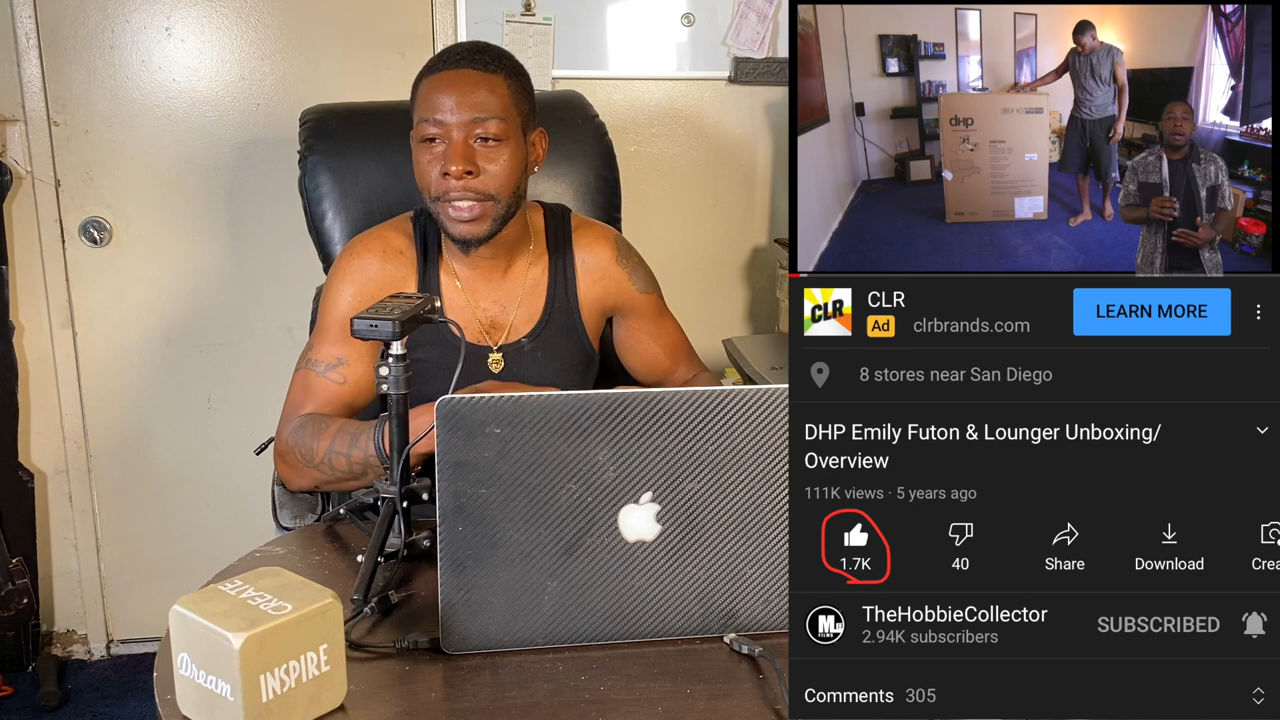 2020
CREATE
Dream
INSPIRE
dhp
CLR
CLR
LEARN MORE
Ad
clrbrands.com
8 stores near San Diego
DHP Emily Futon & Lounger Unboxing/
Overview
111K views · 5 years ago
1.7K
40
Share
Download
Crea
TheHobbieCollector
2.94K subscribers
SUBSCRIBED
Comments 305